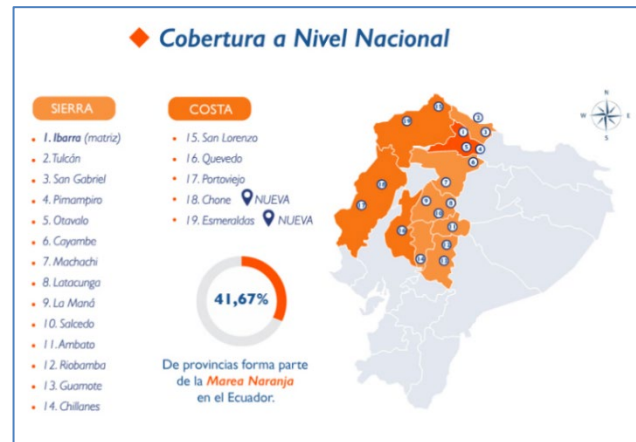 Cobertura a Nivel Nacional
SIERRA
1. Ibarra (matriz)
2. Tulcán
3. San Gabriel
4. Pimampiro
5. Otavalo
6. Cayambe
7. Machachi
8. Latacunga
9. La Maná
10. Salcedo
11. Ambato
12. Riobamba
13. Guamote
14. Chillanes
COSTA
15. San Lorenzo
16. Quevedo
17. Portoviejo
18. Chone NUEVA
19. Esmeraldas NUEVA
41,67%
De provincias forma parte
de la Marea Naranja
en el Ecuador.
N
W E
S